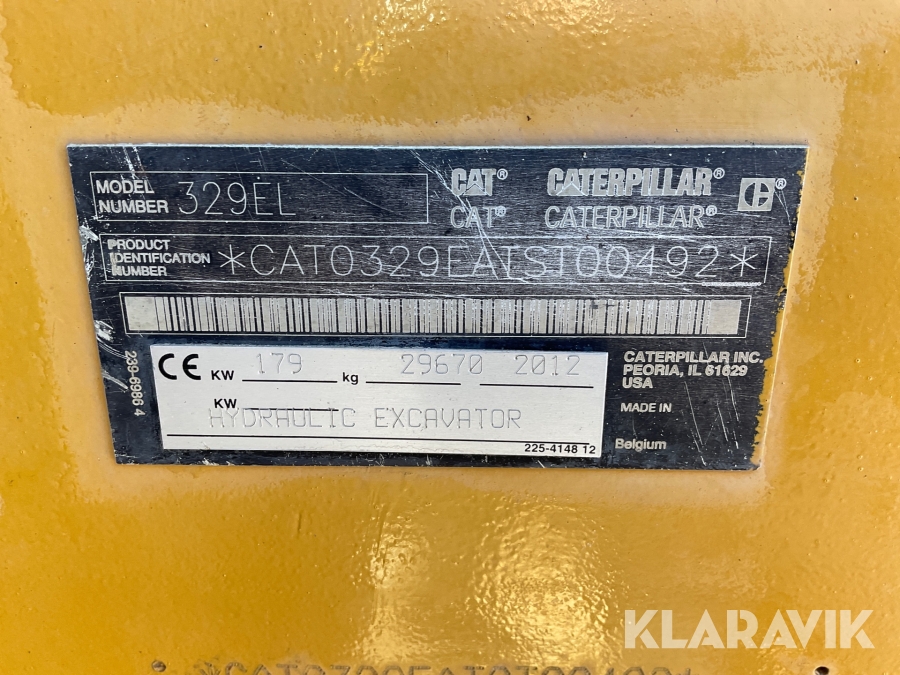 MODEL NUMBER 329EL
CAT® CATERPILLAR® ®
CAT® CATERPILLAR®
PRODUCT IDENTIFICATION NUMBER *CAT0329EATST00492*
239-6986 4
CE KW 179 kg 29670 2012
KW
HYDRAULIC EXCAVATOR
225-4148 12
CATERPILLAR INC.
PEORIA, IL 61629
USA
MADE IN
Belgium
KLARAVIK